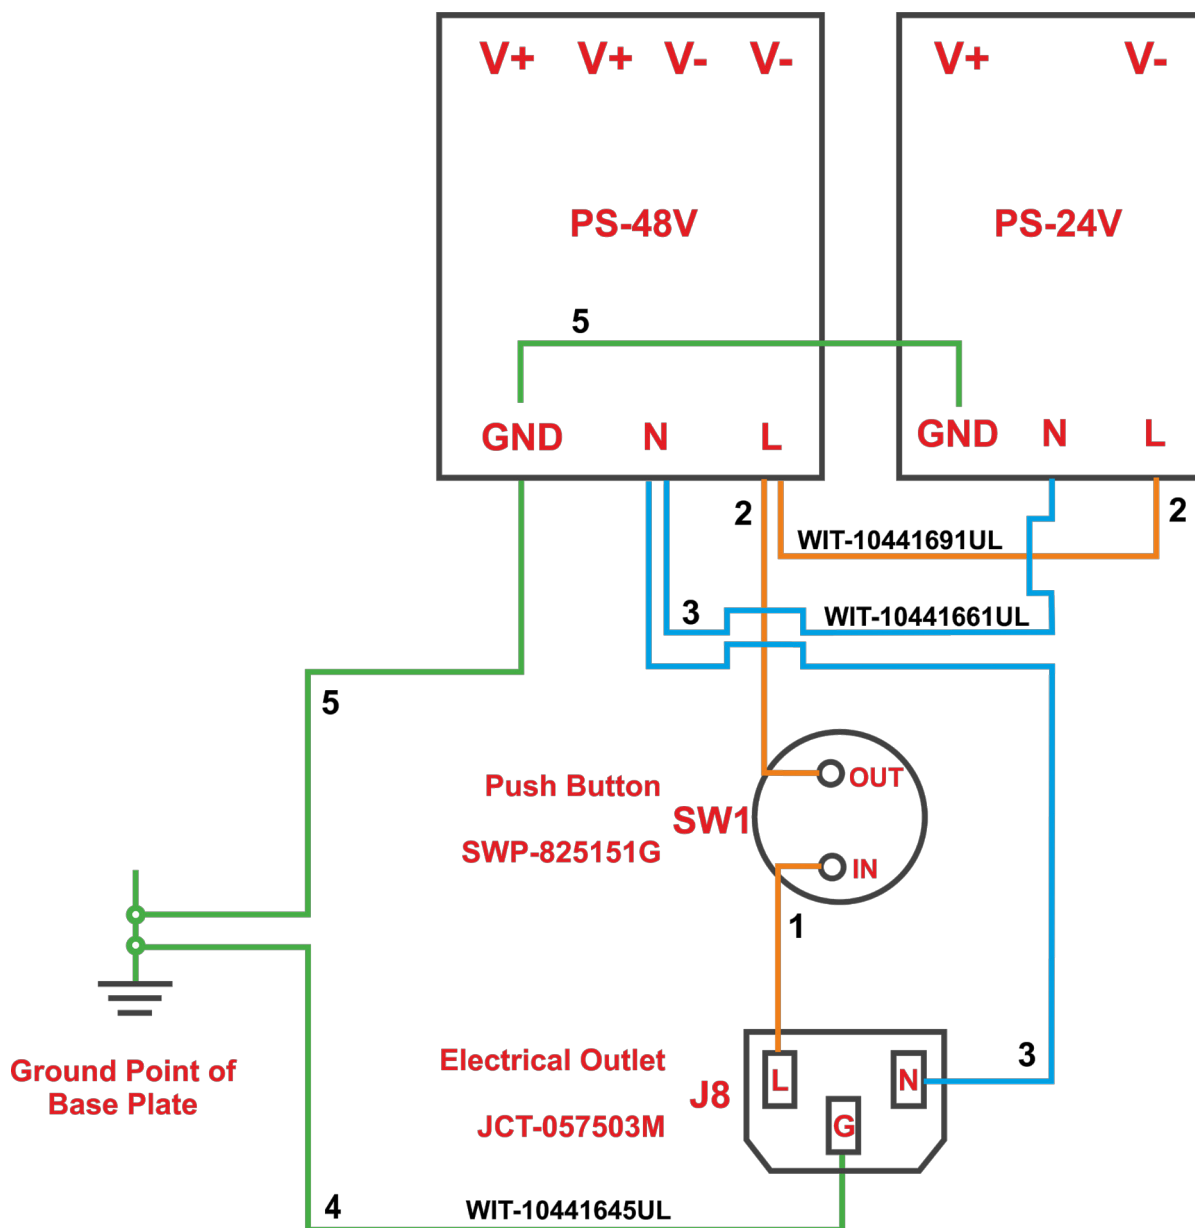 V+ V+ V- V-
V+ V-
PS-48V
PS-24V
5
GND N L
GND N L
2
2
WIT-10441691UL
3
WIT-10441661UL
5
Push Button
SWP-825151G
SW1
OUT
IN
1
Ground Point of
Base Plate
Electrical Outlet
JCT-057503M
J8
L
N
G
3
4
WIT-10441645UL